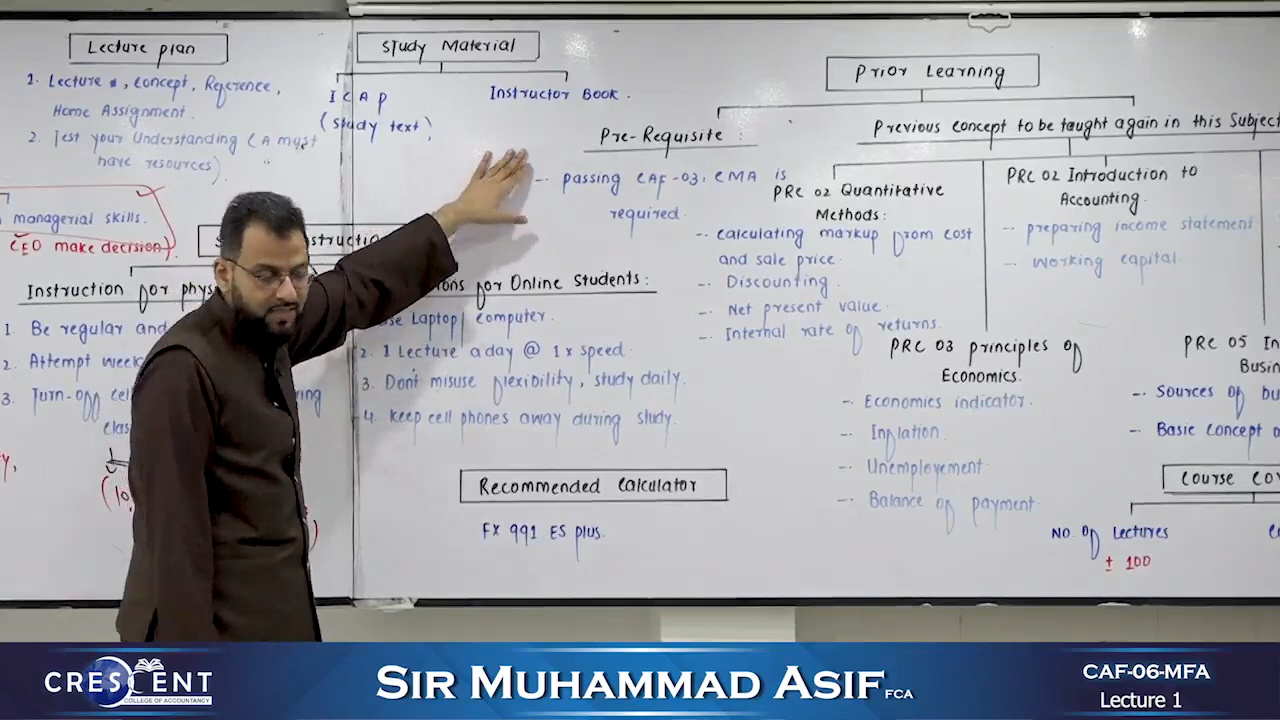 Lecture plan
1. Lecture #, Concept, Reference,
Home Assignment.
2. Test your Understanding (A must
have resources)
managerial skills.
(CEO make decision)
Instruction for phys
1. Be regular and
2. Attempt week
3. Turn-off cel
clas
Study Material
ICAP
(Study text)
Instructor Book.
ons for Online Students:
Laptop/ computer.
2. 1 Lecture a day @ 1x speed.
3. Don't misuse flexibility, study daily.
4. Keep cell phones away during study.
Recommended Calculator
FX 991 ES plus.
Prior Learning
Pre-Requisite:
- passing CAF-03, CMA is
required.
Previous concept to be taught again in this Subject
PRC 02 Quantitative
Methods:
- calculating markup from cost
and sale price.
- Discounting.
- Net present value.
- Internal rate of returns.
PRC 02 Introduction to
Accounting.
- preparing income statement
- working capital.
PRC 03 principles of
Economics.
- Economics indicator.
- Inflation.
- Unemployement
- Balance of payment.
PRC 05 In
Busin
- Sources of bu
- Basic concept o
Course Co
No. of Lectures
± 100
CRESCENT
COLLEGE OF ACCOUNTANCY
SIR MUHAMMAD ASIF FCA
CAF-06-MFA
Lecture 1